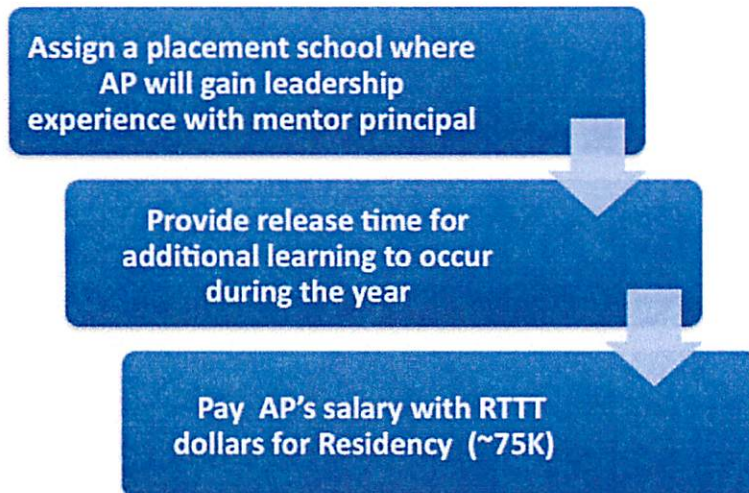 Assign a placement school where
AP will gain leadership
experience with mentor principal
Provide release time for
additional learning to occur
during the year
Pay AP's salary with RTTT
dollars for Residency (~75K)